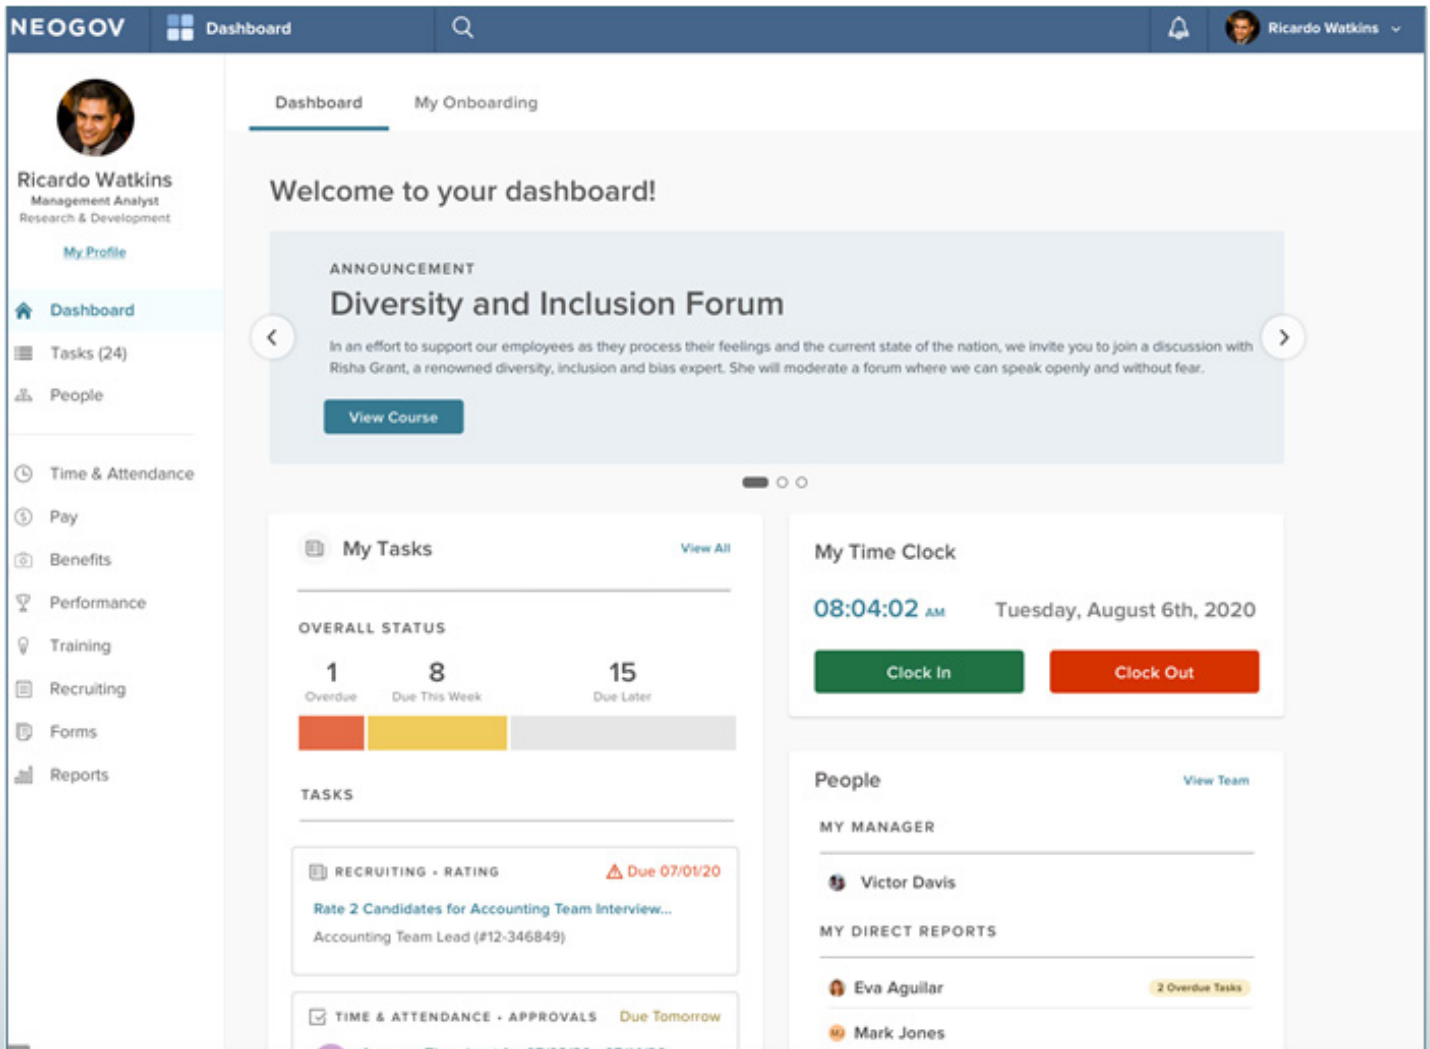 NEOGOV
Dashboard
Ricardo Watkins
Ricardo Watkins
Management Analyst
Research & Development
My Profile
Dashboard
Tasks (24)
People
Time & Attendance
Pay
Benefits
Performance
Training
Recruiting
Forms
Reports
Dashboard My Onboarding
Welcome to your dashboard!
ANNOUNCEMENT
Diversity and Inclusion Forum
In an effort to support our employees as they process their feelings and the current state of the nation, we invite you to join a discussion with
Risha Grant, a renowned diversity, inclusion and bias expert. She will moderate a forum where we can speak openly and without fear.
View Course
My Tasks View All
OVERALL STATUS
1 8 15
Overdue Due This Week Due Later
TASKS
RECRUITING • RATING Due 07/01/20
Rate 2 Candidates for Accounting Team Interview...
Accounting Team Lead (#12-346849)
TIME & ATTENDANCE • APPROVALS Due Tomorrow
My Time Clock
08:04:02 AM Tuesday, August 6th, 2020
Clock In Clock Out
People View Team
MY MANAGER
Victor Davis
MY DIRECT REPORTS
Eva Aguilar 2 Overdue Tasks
MJ Mark Jones